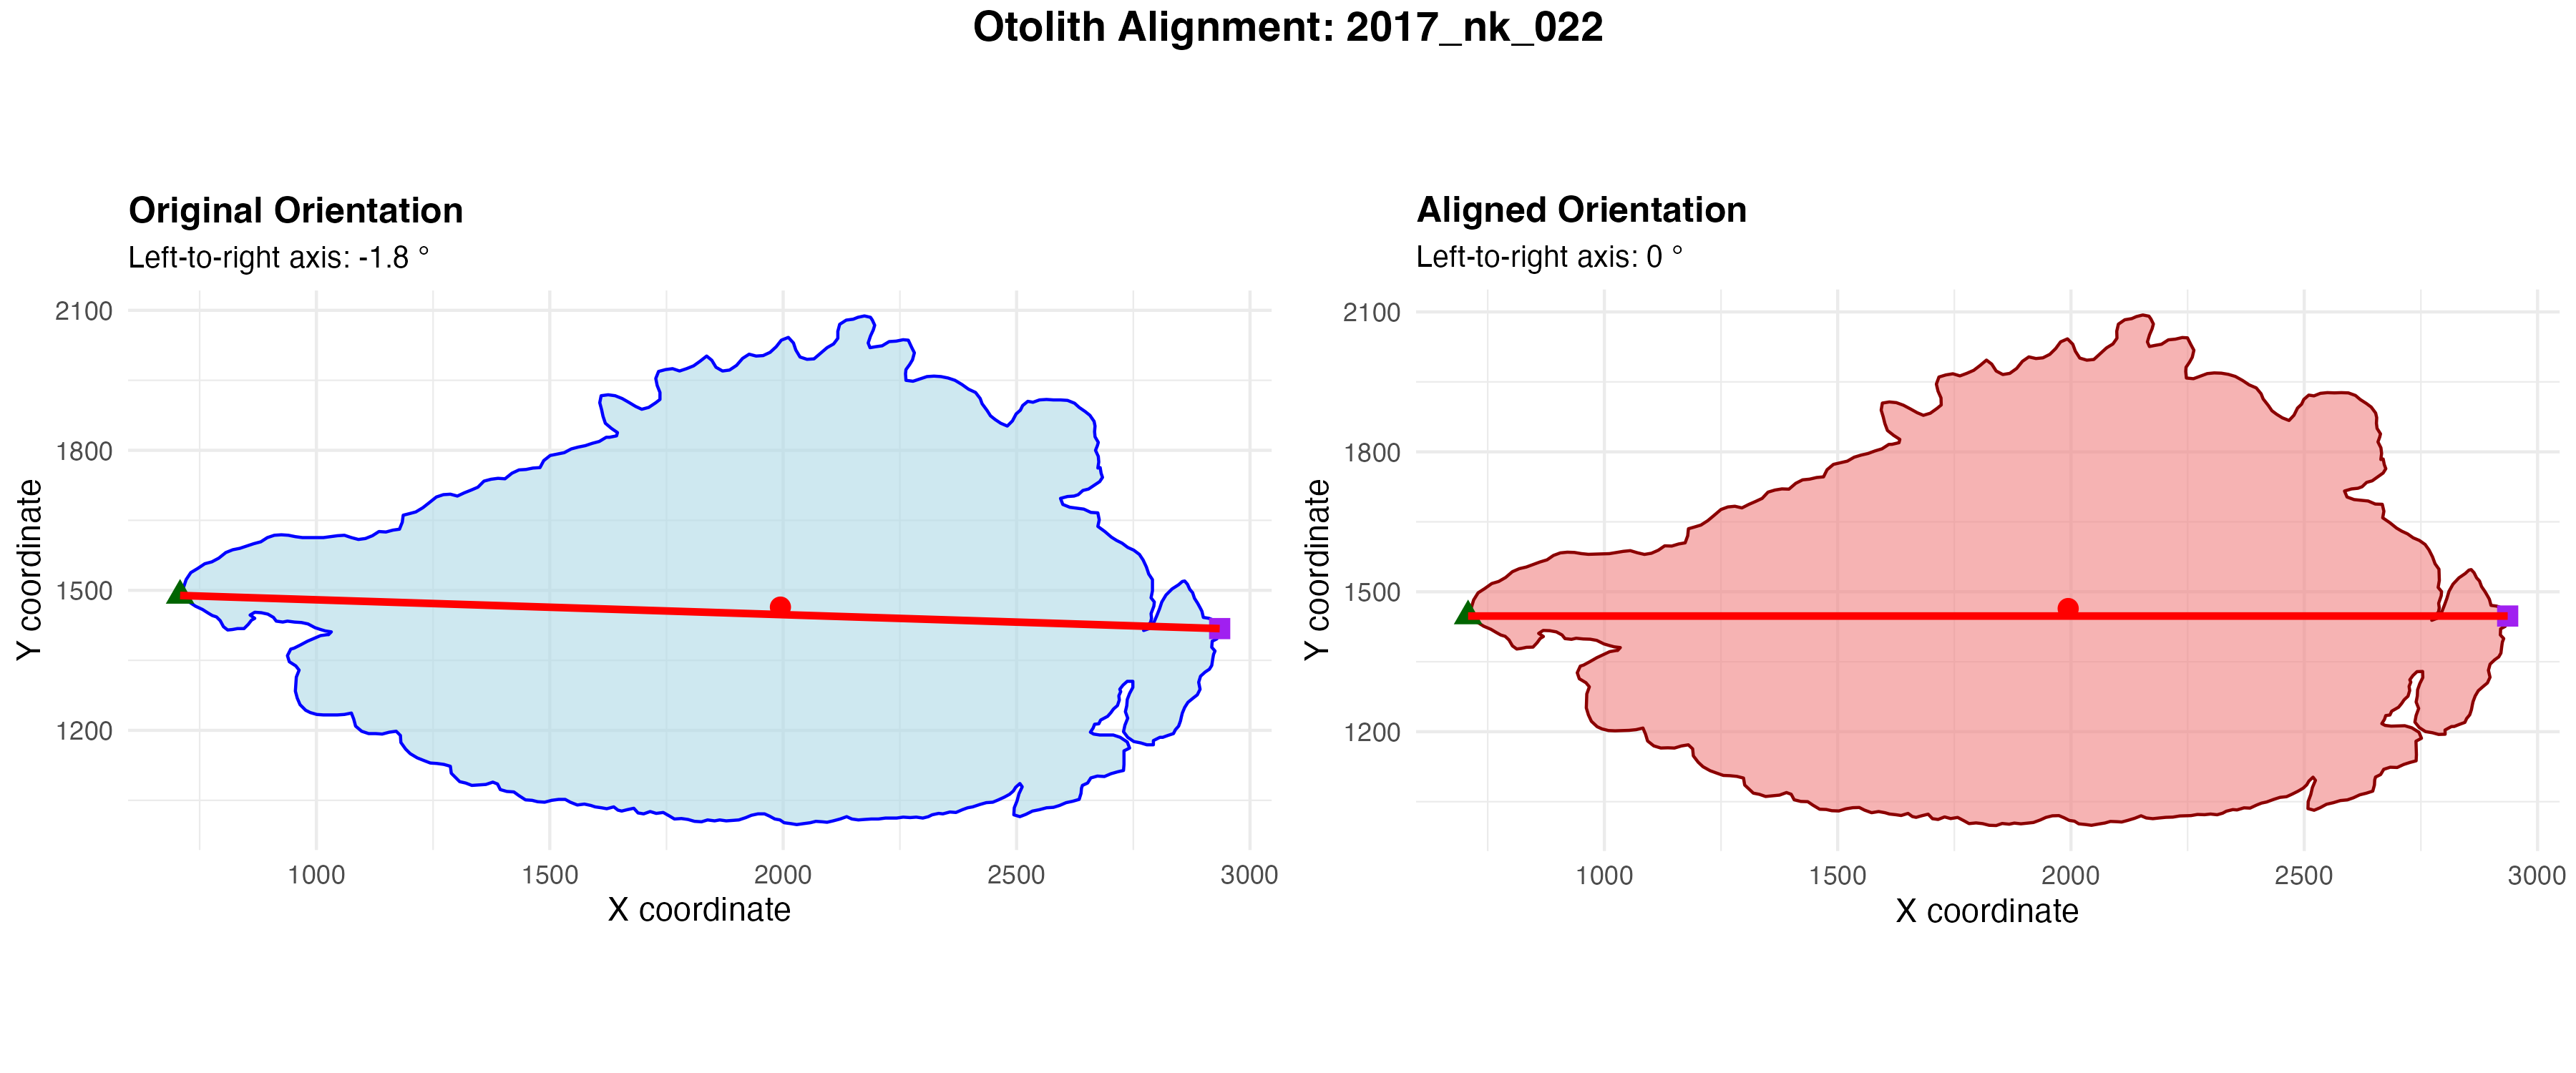 Otolith Alignment: 2017_nk_022
Original Orientation
Left-to-right axis: -1.8 °
2100
1800
1500
1200
Y coordinate
1000
1500
2000
2500
3000
X coordinate
Aligned Orientation
Left-to-right axis: 0 °
2100
1800
1500
1200
Y coordinate
1000
1500
2000
2500
3000
X coordinate